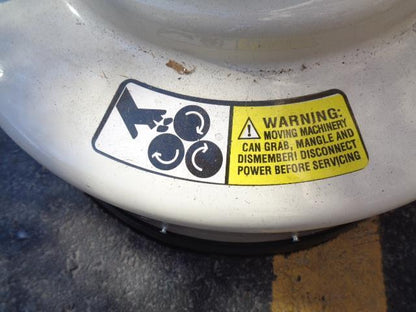 WARNING:
MOVING MACHINERY
CAN GRAB, MANGLE AND
DISMEMBER! DISCONNECT
POWER BEFORE SERVICING